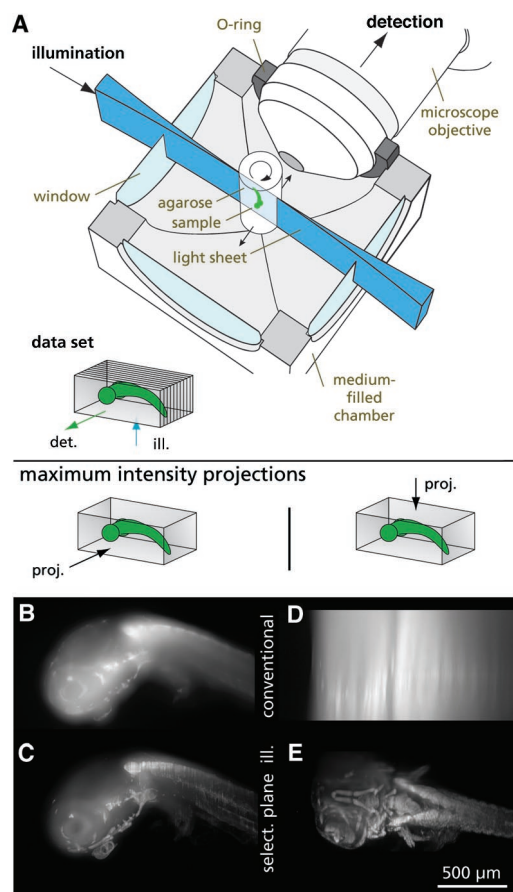 A
O-ring
detection
illumination
microscope
objective
window
agarose
sample
light sheet
data set
medium-
filled
chamber
det.
ill.
maximum intensity projections
proj.
proj.
B
conventional
D
C
select. plane ill.
E
500 µm